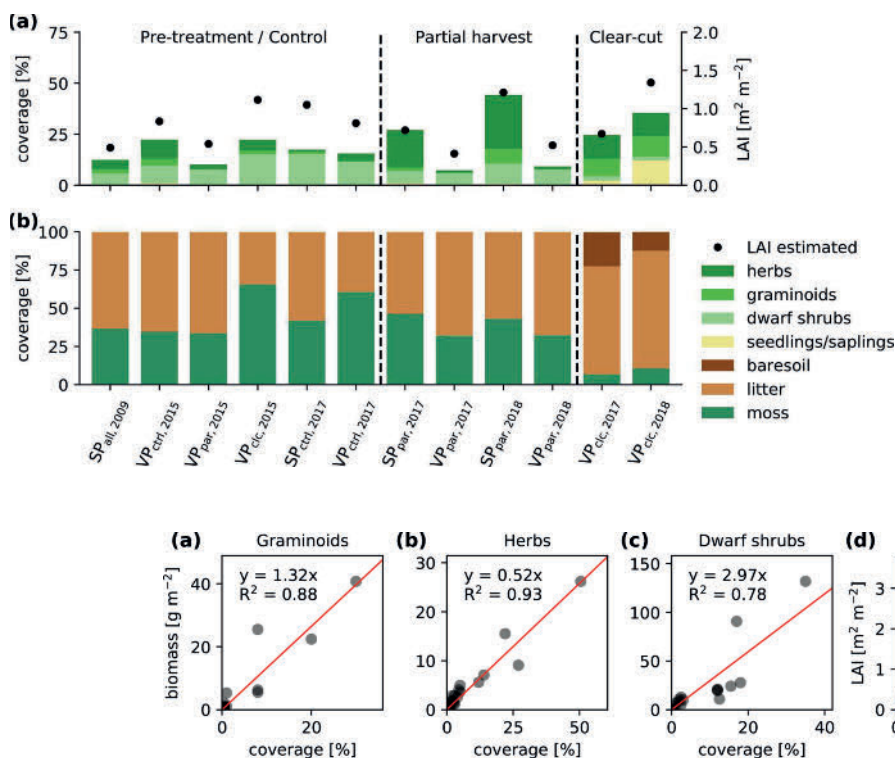 (a)
Pre-treatment / Control
Partial harvest
Clear-cut
coverage [%]
75
50
25
0
LAI [m² m⁻²]
2.0
1.5
1.0
0.5
0.0
(b)
coverage [%]
100
75
50
25
0
LAI estimated
herbs
graminoids
dwarf shrubs
seedlings/saplings
baresoil
litter
moss
SPall, 2009
VPctrl, 2015
VPpar, 2015
VPclc, 2015
SPctrl, 2017
VPctrl, 2017
SPpar, 2017
VPpar, 2017
SPpar, 2018
VPpar, 2018
VPclc, 2017
VPclc, 2018
(a)
Graminoids
y = 1.32x
R² = 0.88
biomass [g m⁻²]
40
20
0
0
20
coverage [%]
(b)
Herbs
y = 0.52x
R² = 0.93
30
20
10
0
0
25
50
coverage [%]
(c)
Dwarf shrubs
y = 2.97x
R² = 0.78
150
100
50
0
0
20
40
coverage [%]
(d)
LAI [m² m⁻²]
3
2
1
0